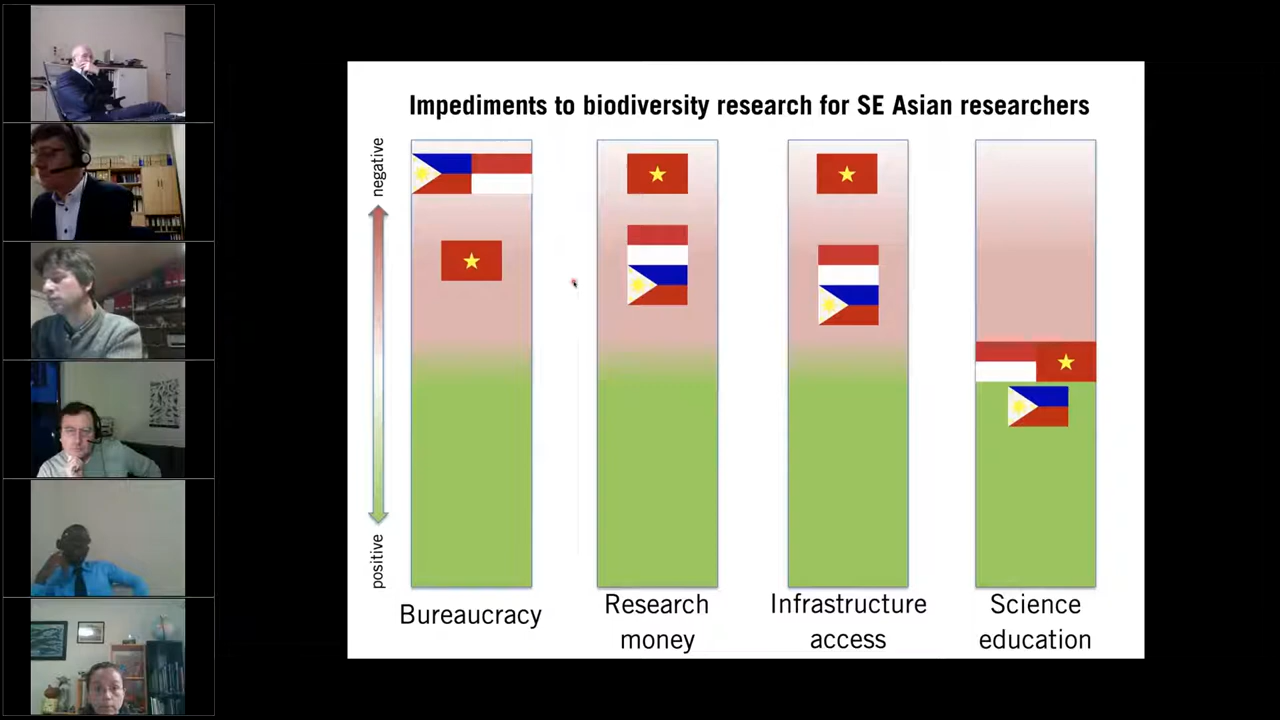 Impediments to biodiversity research for SE Asian researchers
negative
positive
Bureaucracy
Research
money
Infrastructure
access
Science
education